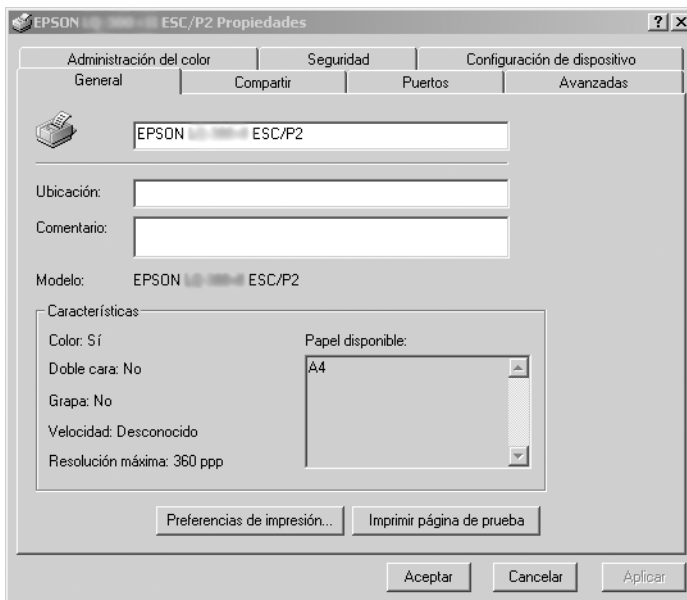 EPSON ESC/P2 Propiedades
Administración del color
Seguridad
Configuración de dispositivo
General
Compartir
Puertos
Avanzadas
EPSON ESC/P2
Ubicación:
Comentario:
Modelo: EPSON ESC/P2
Características
Color: Sí
Papel disponible:
Doble cara: No
A4
Grapa: No
Velocidad: Desconocido
Resolución máxima: 360 ppp
Preferencias de impresión...
Imprimir página de prueba
Aceptar
Cancelar
Aplicar